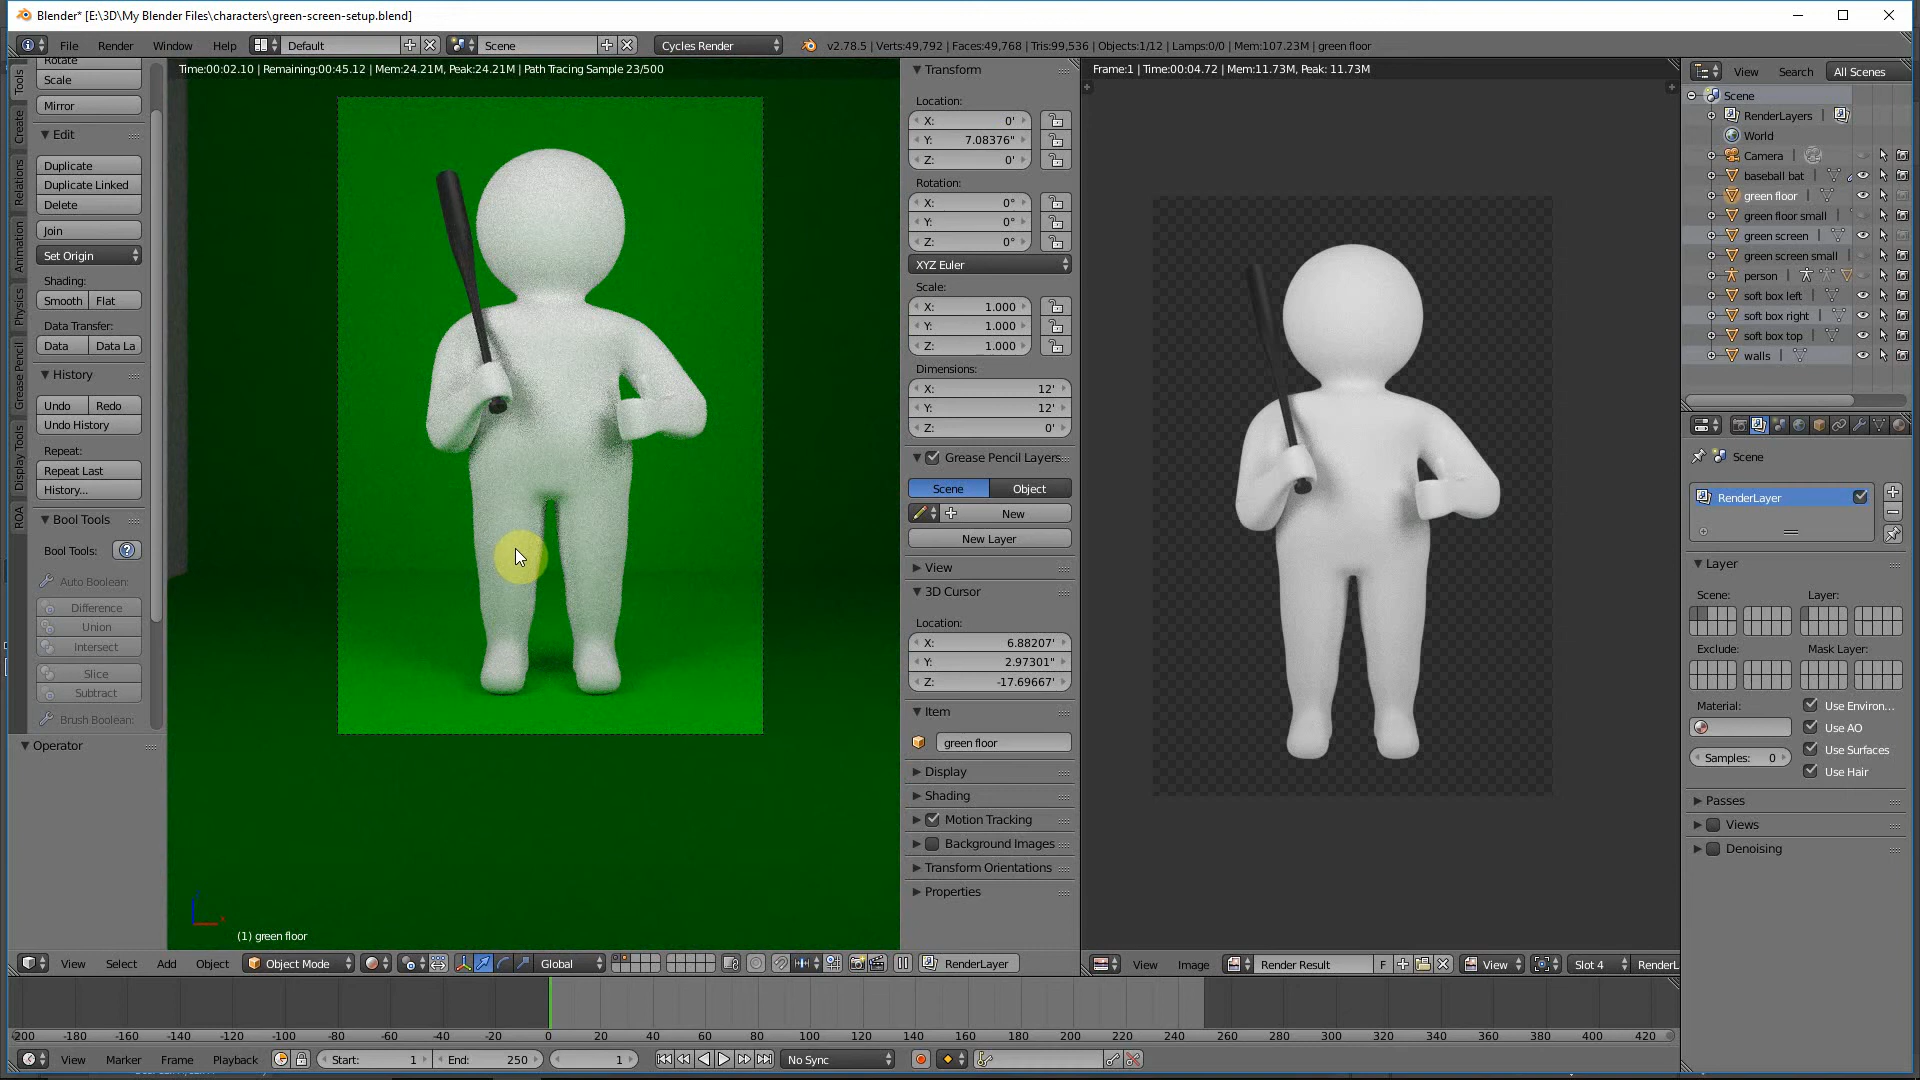 Blender* [E:\3D\My Blender Files\characters\green-screen-setup.blend]
File Render Window Help Default Scene Cycles Render v2.78.5 | Verts:49,792 | Faces:49,768 | Tris:99,536 | Objects:1/12 | Lamps:0/0 | Mem:107.23M | green floor
Time:00:02.10 | Remaining:00:45.12 | Mem:24.21M, Peak:24.21M | Path Tracing Sample 23/500
Tools
Create
Relations
Animation
Physics
Grease Pencil
Display Tools
ROA
Rotate
Scale
Mirror
Edit
Duplicate
Duplicate Linked
Delete
Join
Set Origin
Shading:
Smooth Flat
Data Transfer:
Data Data La
History
Undo Redo
Undo History
Repeat:
Repeat Last
History...
Bool Tools
Bool Tools:
Auto Boolean:
Difference
Union
Intersect
Slice
Subtract
Brush Boolean:
Operator
(1) green floor
Transform
Location:
X: 0'
Y: 7.08376"
Z: 0'
Rotation:
X: 0°
Y: 0°
Z: 0°
XYZ Euler
Scale:
X: 1.000
Y: 1.000
Z: 1.000
Dimensions:
X: 12'
Y: 12'
Z: 0'
Grease Pencil Layers
Scene Object
New
New Layer
View
3D Cursor
Location:
X: 6.88207'
Y: 2.97301"
Z: -17.69667'
Item
green floor
Display
Shading
Motion Tracking
Background Images
Transform Orientations
Properties
Frame:1 | Time:00:04.72 | Mem:11.73M, Peak: 11.73M
View Search All Scenes
Scene
RenderLayers |
World
Camera |
baseball bat |
green floor |
green floor small
green screen |
green screen small
person |
soft box left |
soft box right |
soft box top |
walls |
Scene
RenderLayer
Layer
Scene: Layer:
Exclude: Mask Layer:
Material: Use Environ...
Use AO
Samples: 0 Use Surfaces
Use Hair
Passes
Views
Denoising
View Select Add Object Object Mode Global RenderLayer
View Image Render Result F View Slot 4 RenderL
-200 -180 -160 -140 -120 -100 -80 -60 -40 -20 0 20 40 60 80 100 120 140 160 180 200 220 240 260 280 300 320 340 360 380 400 420
View Marker Frame Playback Start: 1 End: 250 1 No Sync